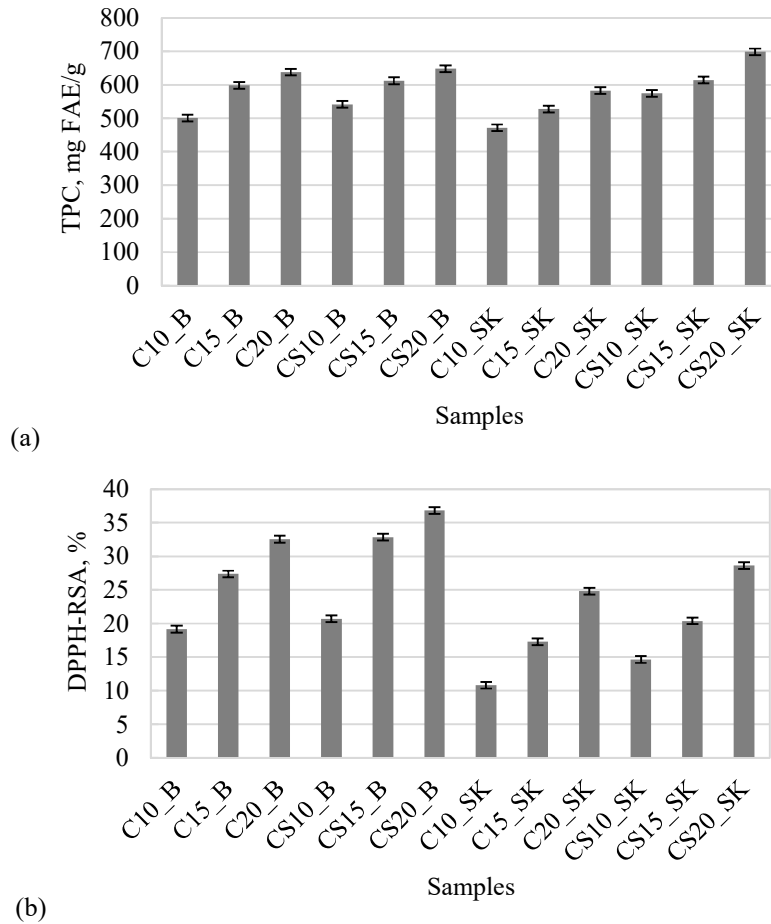 TPC, mg FAE/g
800
700
600
500
400
300
200
100
0
C10_B
C15_B
C20_B
CS10_B
CS15_B
CS20_B
C10_SK
C15_SK
C20_SK
CS10_SK
CS15_SK
CS20_SK
Samples
(a)
DPPH-RSA, %
40
35
30
25
20
15
10
5
0
C10_B
C15_B
C20_B
CS10_B
CS15_B
CS20_B
C10_SK
C15_SK
C20_SK
CS10_SK
CS15_SK
CS20_SK
Samples
(b)